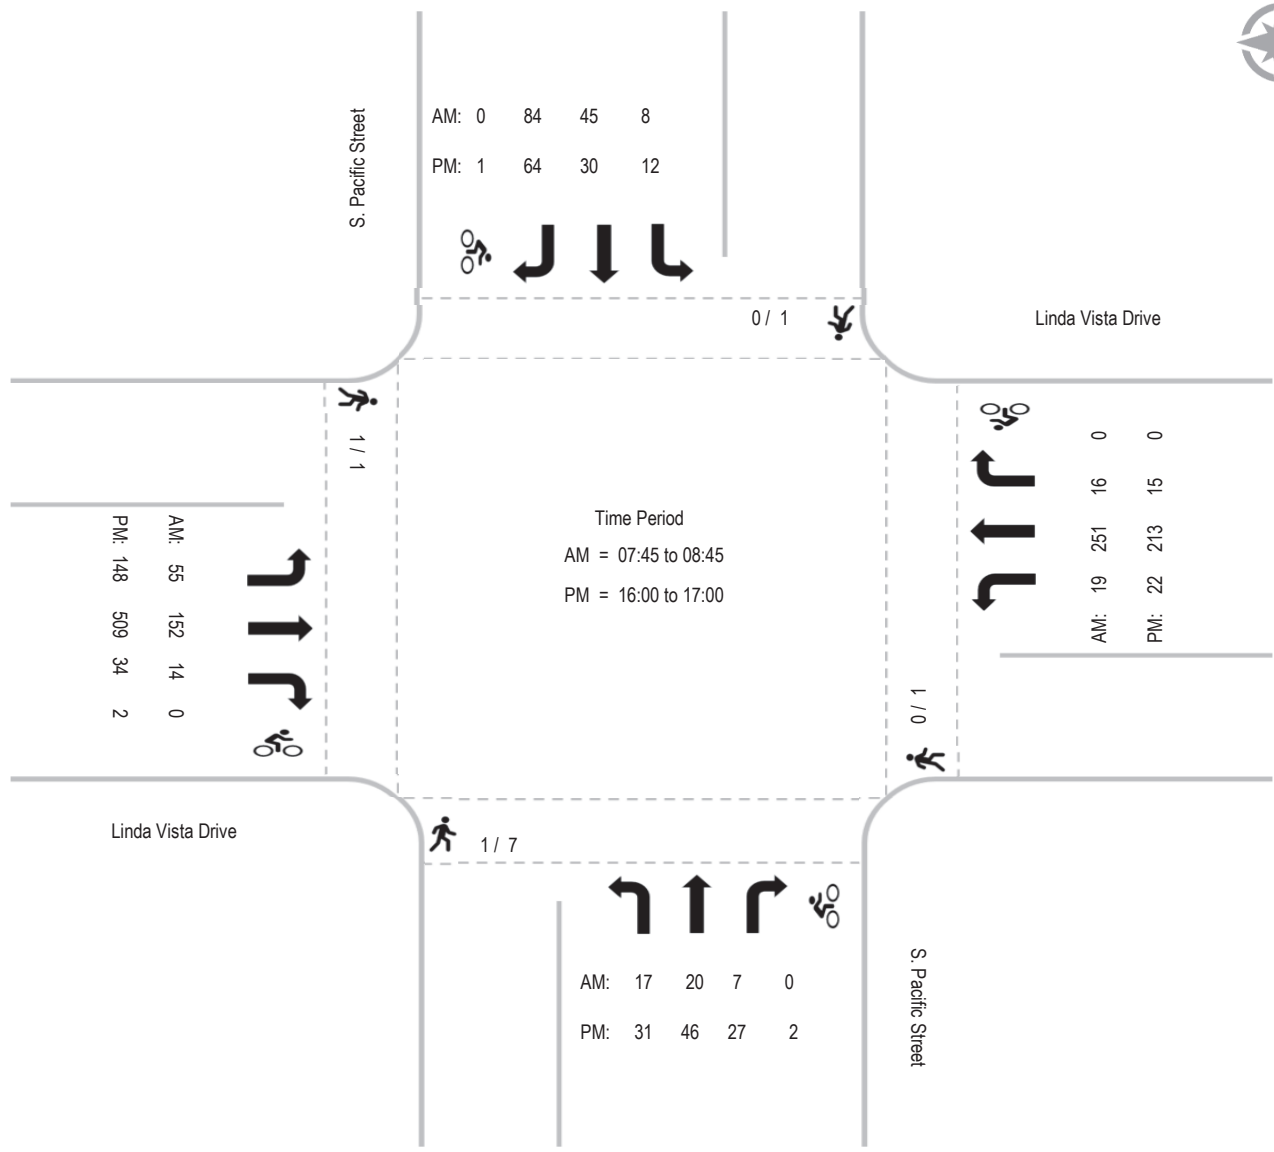 S. Pacific Street
AM: 0 84 45 8
PM: 1 64 30 12
0 / 1
Linda Vista Drive
1 / 1
AM: 55 152 14 0
PM: 148 509 34 2
Time Period
AM = 07:45 to 08:45
PM = 16:00 to 17:00
AM: 19 251 16 0
PM: 22 213 15 0
0 / 1
Linda Vista Drive
1 / 7
AM: 17 20 7 0
PM: 31 46 27 2
S. Pacific Street